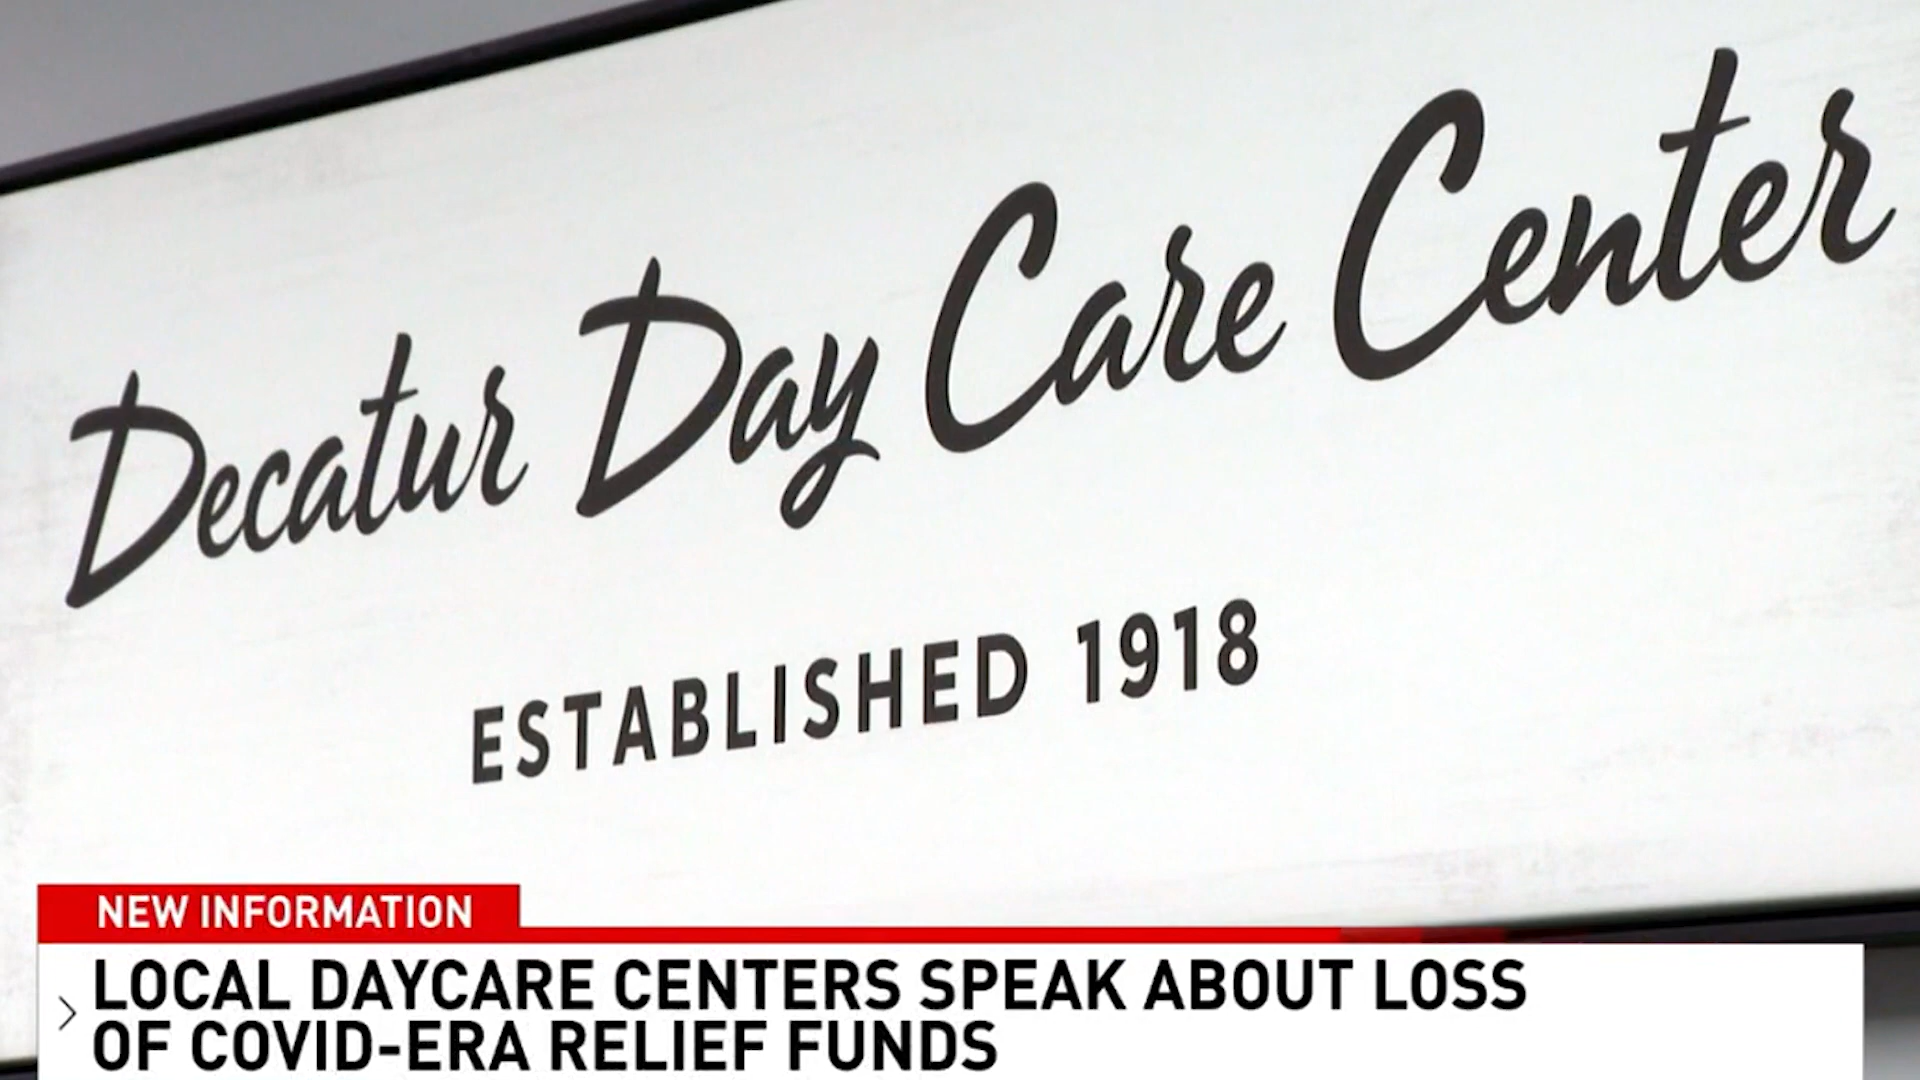 Decatur Day Care Center
ESTABLISHED 1918
NEW INFORMATION
LOCAL DAYCARE CENTERS SPEAK ABOUT LOSS
OF COVID-ERA RELIEF FUNDS